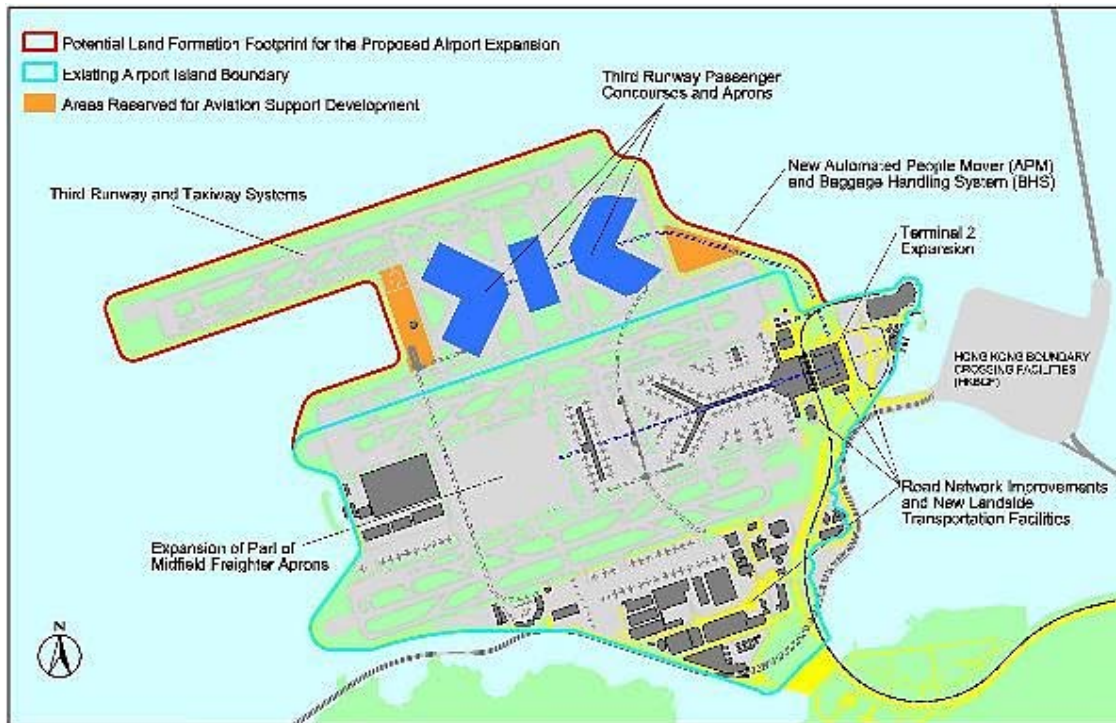 Potential Land Formation Footprint for the Proposed Airport Expansion
Existing Airport Island Boundary
Areas Reserved for Aviation Support Development
Third Runway Passenger
Concourses and Aprons
New Automated People Mover (APM)
and Baggage Handling System (BHS)
Third Runway and Taxiway Systems
Terminal 2
Expansion
HONG KONG BOUNDARY
CROSSING FACILITIES
(HKBCF)
Road Network Improvements
and New Landside
Transportation Facilities
Expansion of Part of
Midfield Freighter Aprons
N